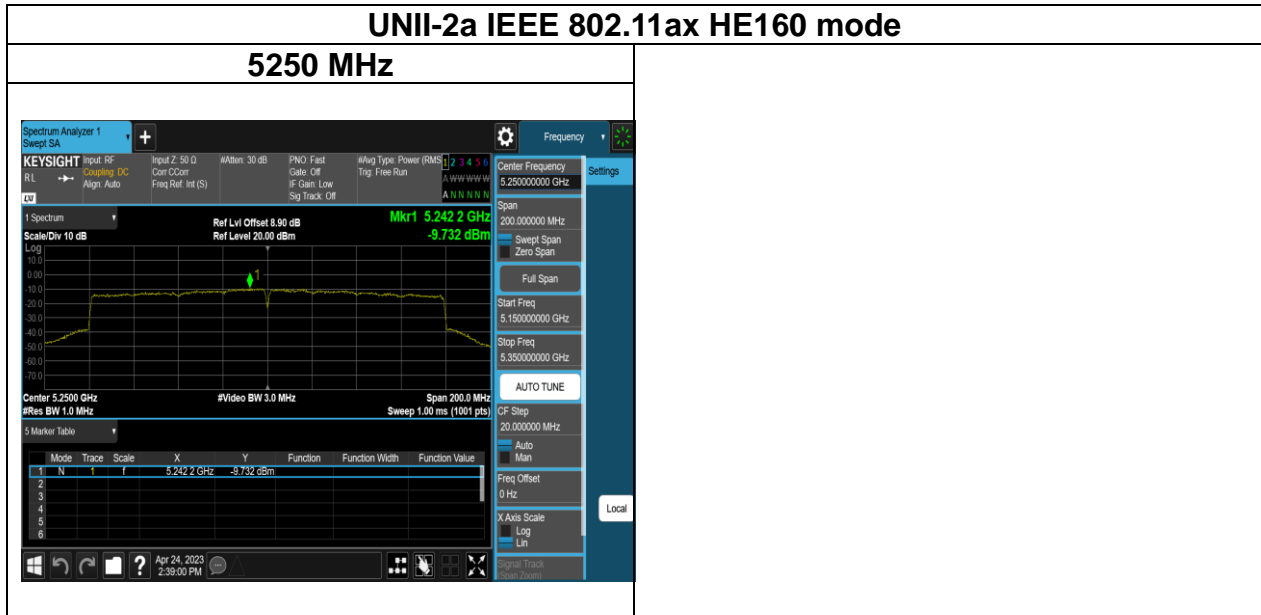 UNII-2a IEEE 802.11ax HE160 mode
5250 MHz
Spectrum Analyzer 1
Swept SA
Frequency
KEYSIGHT Input: RF Input Z: 50 Ω #Atten: 30 dB PNO: Fast #Avg Type: Power (RMS 1 2 3 4 5 6
RL Coupling: DC Corr CCorr Gate: Off Trig: Free Run
Align: Auto Freq Ref: Int (S) IF Gain: Low A W W W W W
LXI Sig Track: Off A N N N N N
1 Spectrum
Ref Lvl Offset 8.90 dB Mkr1 5.242 2 GHz
Scale/Div 10 dB Ref Level 20.00 dBm -9.732 dBm
Log
10.0
0.00
-10.0
-20.0
-30.0
-40.0
-50.0
-60.0
-70.0
1
Center 5.2500 GHz #Video BW 3.0 MHz Span 200.0 MHz
#Res BW 1.0 MHz Sweep 1.00 ms (1001 pts)
5 Marker Table
Mode Trace Scale X Y Function Function Width Function Value
1 N 1 f 5.242 2 GHz -9.732 dBm
2
3
4
5
6
Center Frequency
5.250000000 GHz
Span
200.000000 MHz
Swept Span
Zero Span
Full Span
Start Freq
5.150000000 GHz
Stop Freq
5.350000000 GHz
AUTO TUNE
CF Step
20.000000 MHz
Auto
Man
Freq Offset
0 Hz
X Axis Scale
Log
Lin
Signal Track
(Span Zoom)
Settings
Local
?
Apr 24, 2023
2:39:00 PM